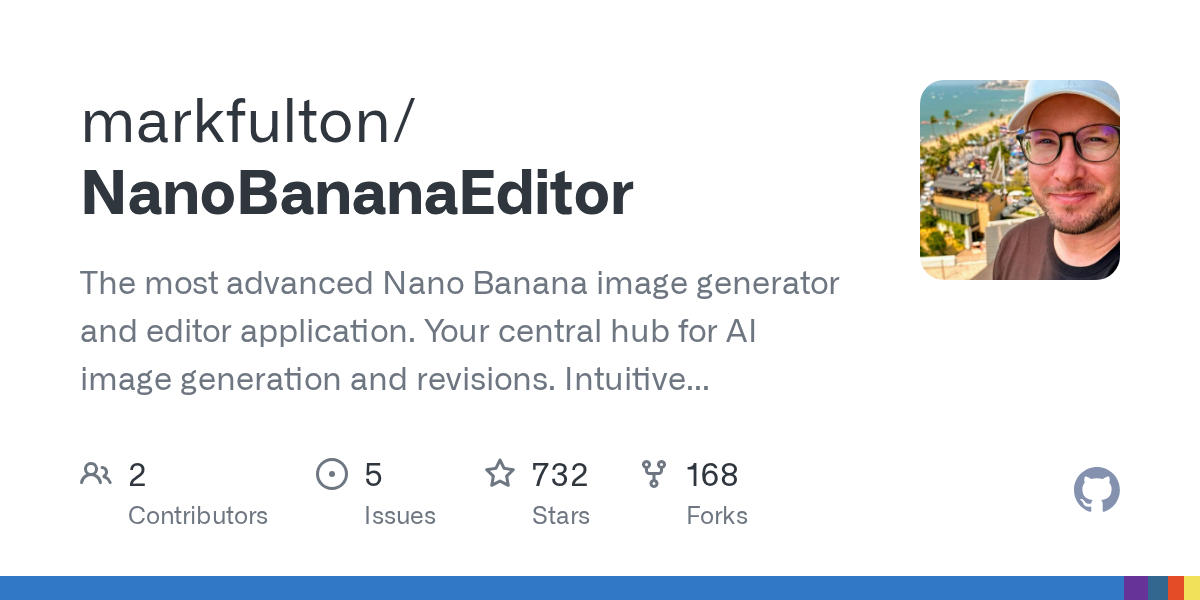 markfulton/
NanoBananaEditor
The most advanced Nano Banana image generator
and editor application. Your central hub for AI
image generation and revisions. Intuitive...
2
Contributors
5
Issues
732
Stars
168
Forks